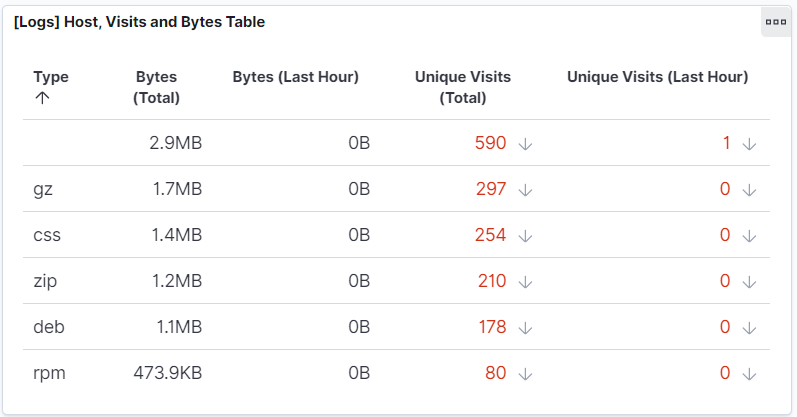 [Logs] Host, Visits and Bytes Table
Type ↑ Bytes (Total) Bytes (Last Hour) Unique Visits (Total) Unique Visits (Last Hour)
2.9MB 0B 590 ↓ 1 ↓
gz 1.7MB 0B 297 ↓ 0 ↓
css 1.4MB 0B 254 ↓ 0 ↓
zip 1.2MB 0B 210 ↓ 0 ↓
deb 1.1MB 0B 178 ↓ 0 ↓
rpm 473.9KB 0B 80 ↓ 0 ↓